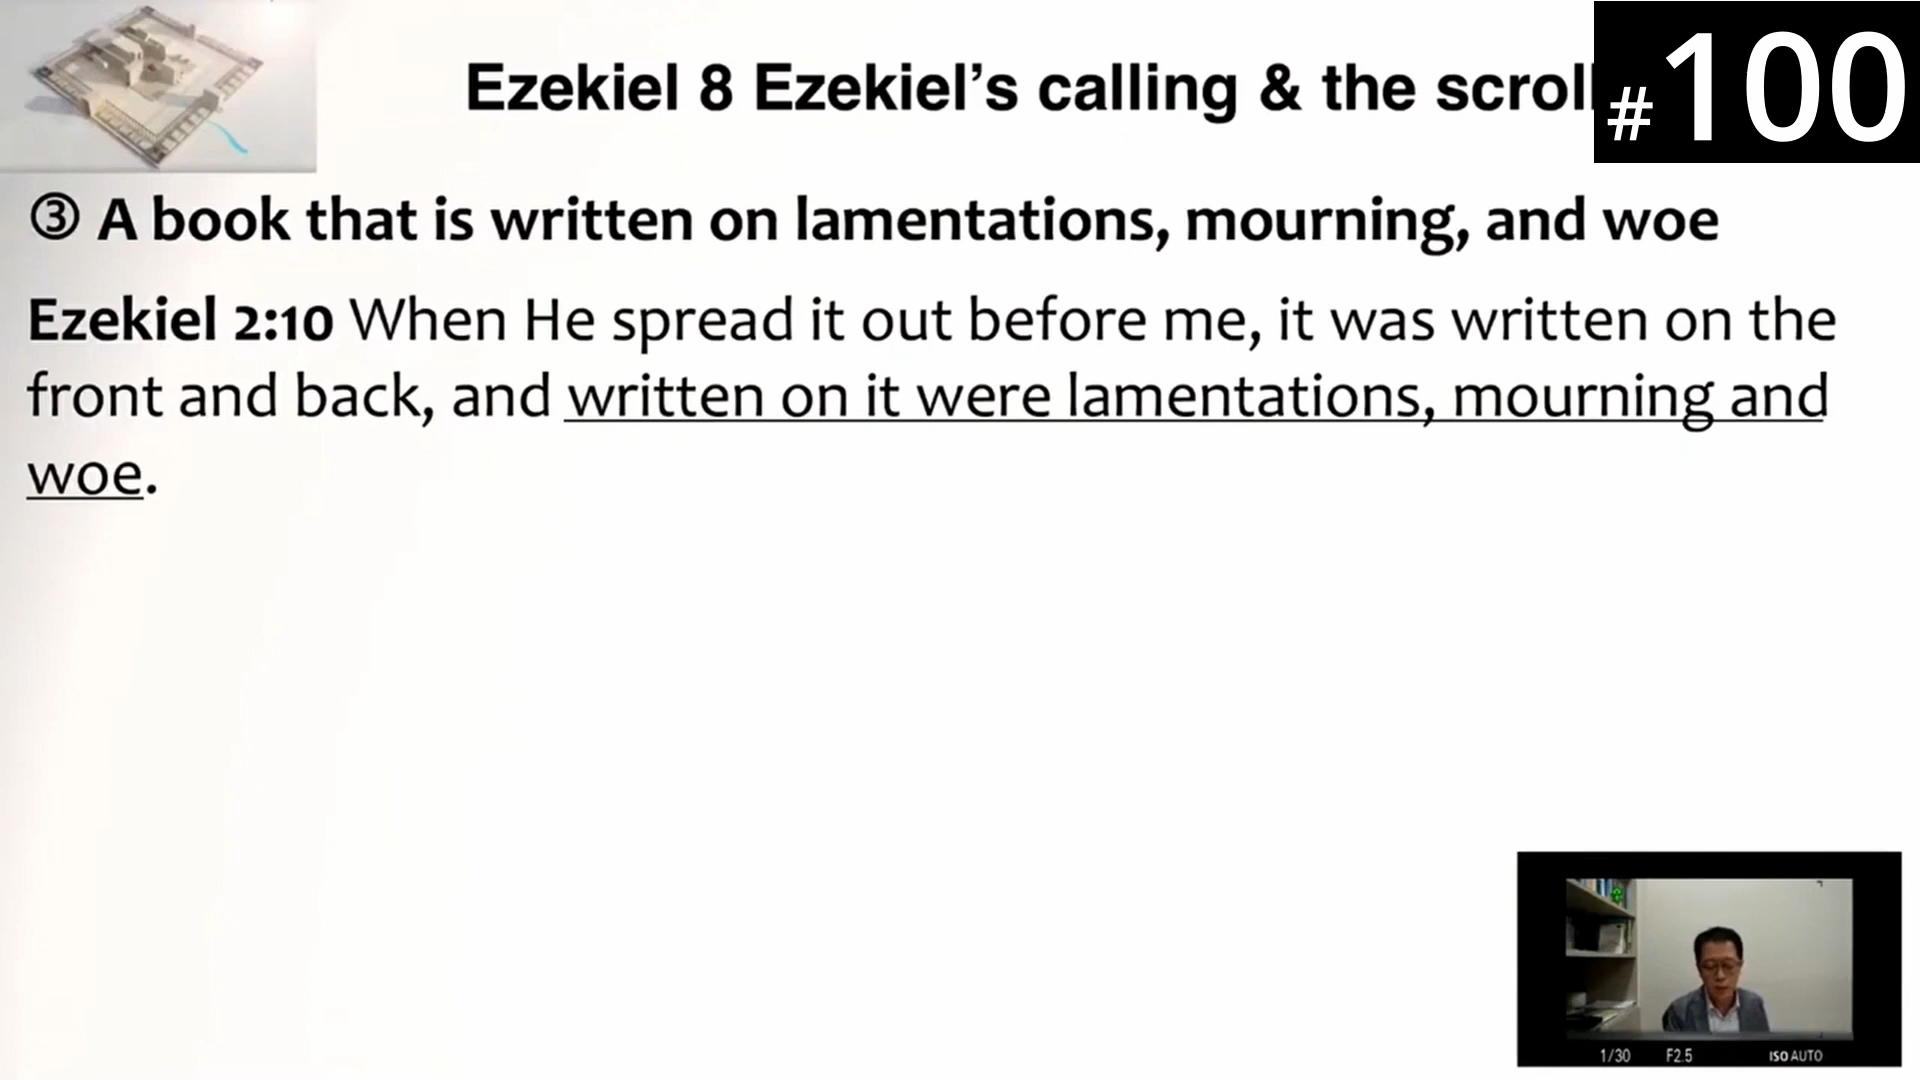 Ezekiel 8 Ezekiel’s calling & the scroll
#100
③ A book that is written on lamentations, mourning, and woe
Ezekiel 2:10 When He spread it out before me, it was written on the
front and back, and written on it were lamentations, mourning and
woe.
1/30 F2.5 ISO AUTO